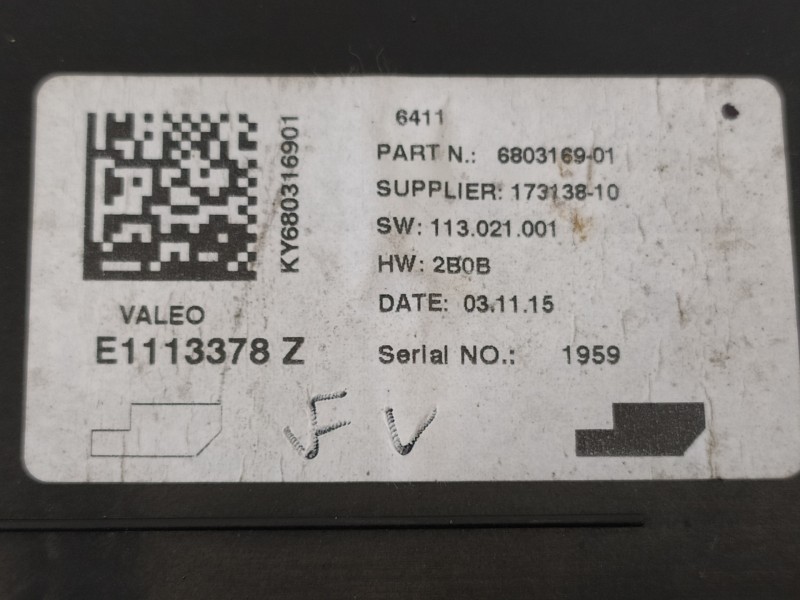 6411
PART N.: 6803169-01
SUPPLIER: 173138-10
SW: 113.021.001
HW: 2B0B
DATE: 03.11.15
Serial NO.: 1959
KY680316901
VALEO
E1113378 Z
FV